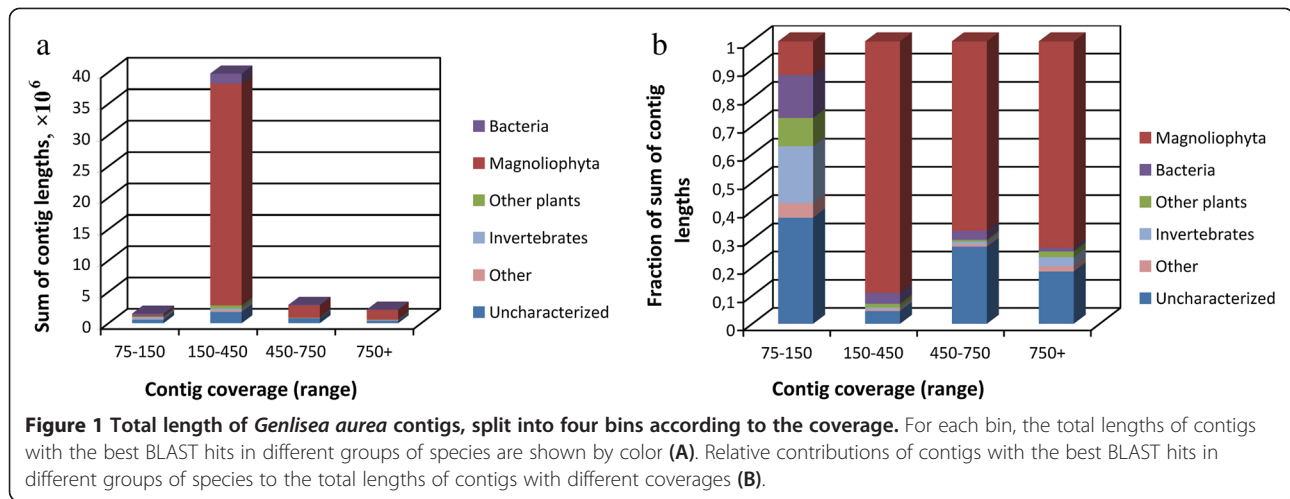 a
Sum of contig lengths, ×10⁶
40
35
30
25
20
15
10
5
0
75-150
150-450
450-750
750+
Contig coverage (range)
Bacteria
Magnoliophyta
Other plants
Invertebrates
Other
Uncharacterized
b
Fraction of sum of contig
lengths
1
0,9
0,8
0,7
0,6
0,5
0,4
0,3
0,2
0,1
0
75-150
150-450
450-750
750+
Contig coverage (range)
Magnoliophyta
Bacteria
Other plants
Invertebrates
Other
Uncharacterized
Figure 1 Total length of Genlisea aurea contigs, split into four bins according to the coverage. For each bin, the total lengths of contigs
with the best BLAST hits in different groups of species are shown by color (A). Relative contributions of contigs with the best BLAST hits in
different groups of species to the total lengths of contigs with different coverages (B).